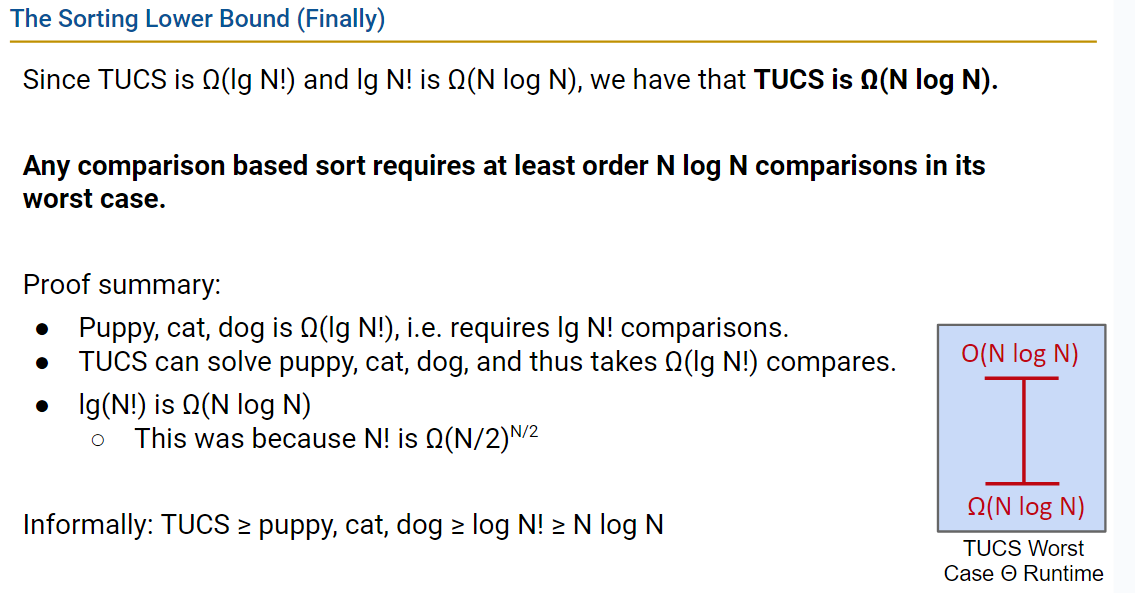 The Sorting Lower Bound (Finally)
Since TUCS is Ω(lg N!) and lg N! is Ω(N log N), we have that TUCS is Ω(N log N).
Any comparison based sort requires at least order N log N comparisons in its
worst case.
Proof summary:
● Puppy, cat, dog is Ω(lg N!), i.e. requires lg N! comparisons.
● TUCS can solve puppy, cat, dog, and thus takes Ω(lg N!) compares.
● lg(N!) is Ω(N log N)
○ This was because N! is Ω(N/2)^N/2
Informally: TUCS ≥ puppy, cat, dog ≥ log N! ≥ N log N
O(N log N)
Ω(N log N)
TUCS Worst
Case Θ Runtime